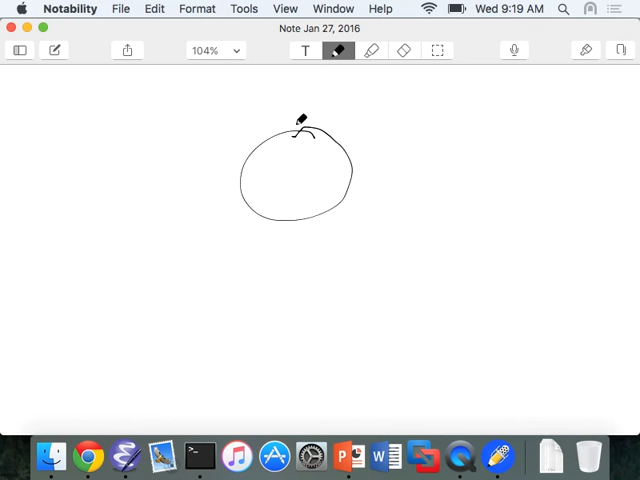 Notability File Edit Format Tools View Window Help Wed 9:19 AM
Note Jan 27, 2016
104% T
>_
P W